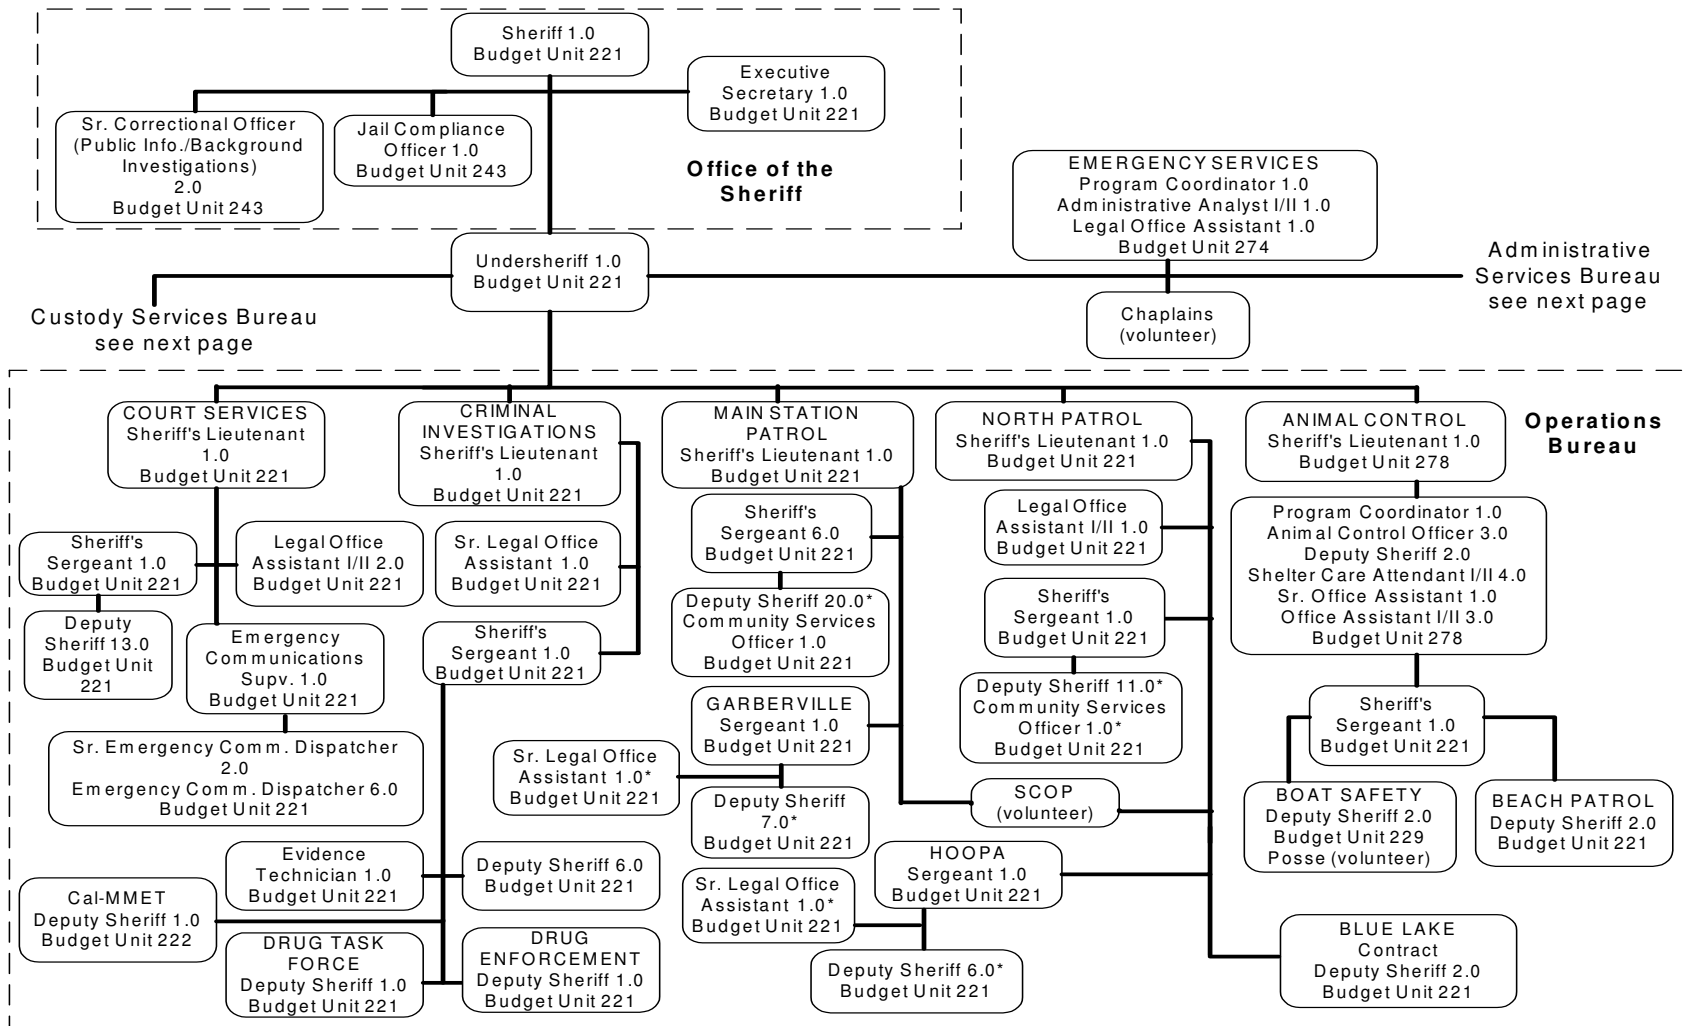 Sheriff 1.0
Budget Unit 221
Executive
Secretary 1.0
Budget Unit 221
Sr. Correctional Officer
(Public Info./Background
Investigations)
2.0
Budget Unit 243
Jail Compliance
Officer 1.0
Budget Unit 243
Office of the
Sheriff
EMERGENCY SERVICES
Program Coordinator 1.0
Administrative Analyst I/II 1.0
Legal Office Assistant 1.0
Budget Unit 274
Undersheriff 1.0
Budget Unit 221
Administrative
Services Bureau
see next page
Custody Services Bureau
see next page
Chaplains
(volunteer)
Operations
Bureau
COURT SERVICES
Sheriff's Lieutenant
1.0
Budget Unit 221
Sheriff's
Sergeant 1.0
Budget Unit 221
Legal Office
Assistant I/II 2.0
Budget Unit 221
Deputy
Sheriff 13.0
Budget Unit
221
Emergency
Communications
Supv. 1.0
Budget Unit 221
Sr. Emergency Comm. Dispatcher
2.0
Emergency Comm. Dispatcher 6.0
Budget Unit 221
CRIMINAL
INVESTIGATIONS
Sheriff's Lieutenant
1.0
Budget Unit 221
Sr. Legal Office
Assistant 1.0
Budget Unit 221
Sheriff's
Sergeant 1.0
Budget Unit 221
Evidence
Technician 1.0
Budget Unit 221
Deputy Sheriff 6.0
Budget Unit 221
Cal-MMET
Deputy Sheriff 1.0
Budget Unit 222
DRUG TASK
FORCE
Deputy Sheriff 1.0
Budget Unit 221
DRUG
ENFORCEMENT
Deputy Sheriff 1.0
Budget Unit 221
MAIN STATION
PATROL
Sheriff's Lieutenant 1.0
Budget Unit 221
Sheriff's
Sergeant 6.0
Budget Unit 221
Deputy Sheriff 20.0*
Community Services
Officer 1.0
Budget Unit 221
GARBERVILLE
Sergeant 1.0
Budget Unit 221
Sr. Legal Office
Assistant 1.0*
Budget Unit 221
Deputy Sheriff
7.0*
Budget Unit 221
SCOP
(volunteer)
NORTH PATROL
Sheriff's Lieutenant 1.0
Budget Unit 221
Legal Office
Assistant I/II 1.0
Budget Unit 221
Sheriff's
Sergeant 1.0
Budget Unit 221
Deputy Sheriff 11.0*
Community Services
Officer 1.0*
Budget Unit 221
HOOPA
Sergeant 1.0
Budget Unit 221
Sr. Legal Office
Assistant 1.0*
Budget Unit 221
Deputy Sheriff 6.0*
Budget Unit 221
BLUE LAKE
Contract
Deputy Sheriff 2.0
Budget Unit 221
ANIMAL CONTROL
Sheriff's Lieutenant 1.0
Budget Unit 278
Program Coordinator 1.0
Animal Control Officer 3.0
Deputy Sheriff 2.0
Shelter Care Attendant I/II 4.0
Sr. Office Assistant 1.0
Office Assistant I/II 3.0
Budget Unit 278
Sheriff's
Sergeant 1.0
Budget Unit 221
BOAT SAFETY
Deputy Sheriff 2.0
Budget Unit 229
Posse (volunteer)
BEACH PATROL
Deputy Sheriff 2.0
Budget Unit 221